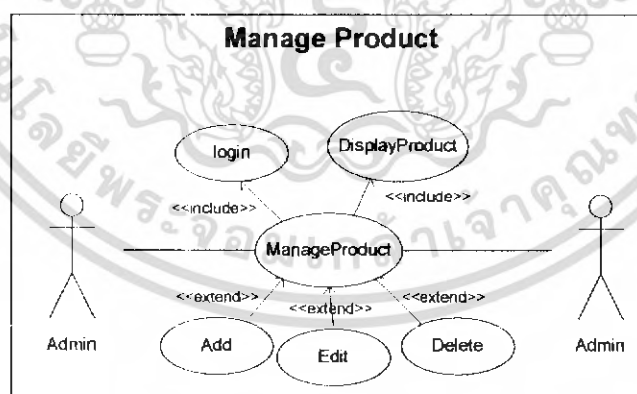 Manage Product
login
DisplayProduct
<<include>>
<<include>>
ManageProduct
<<extend>>
<<extend>>
<<extend>>
Admin
Add
Edit
Delete
Admin